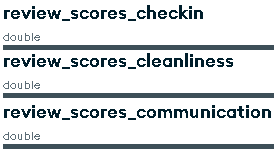 review_scores_checkin
double
review_scores_cleanliness
double
review_scores_communication
double